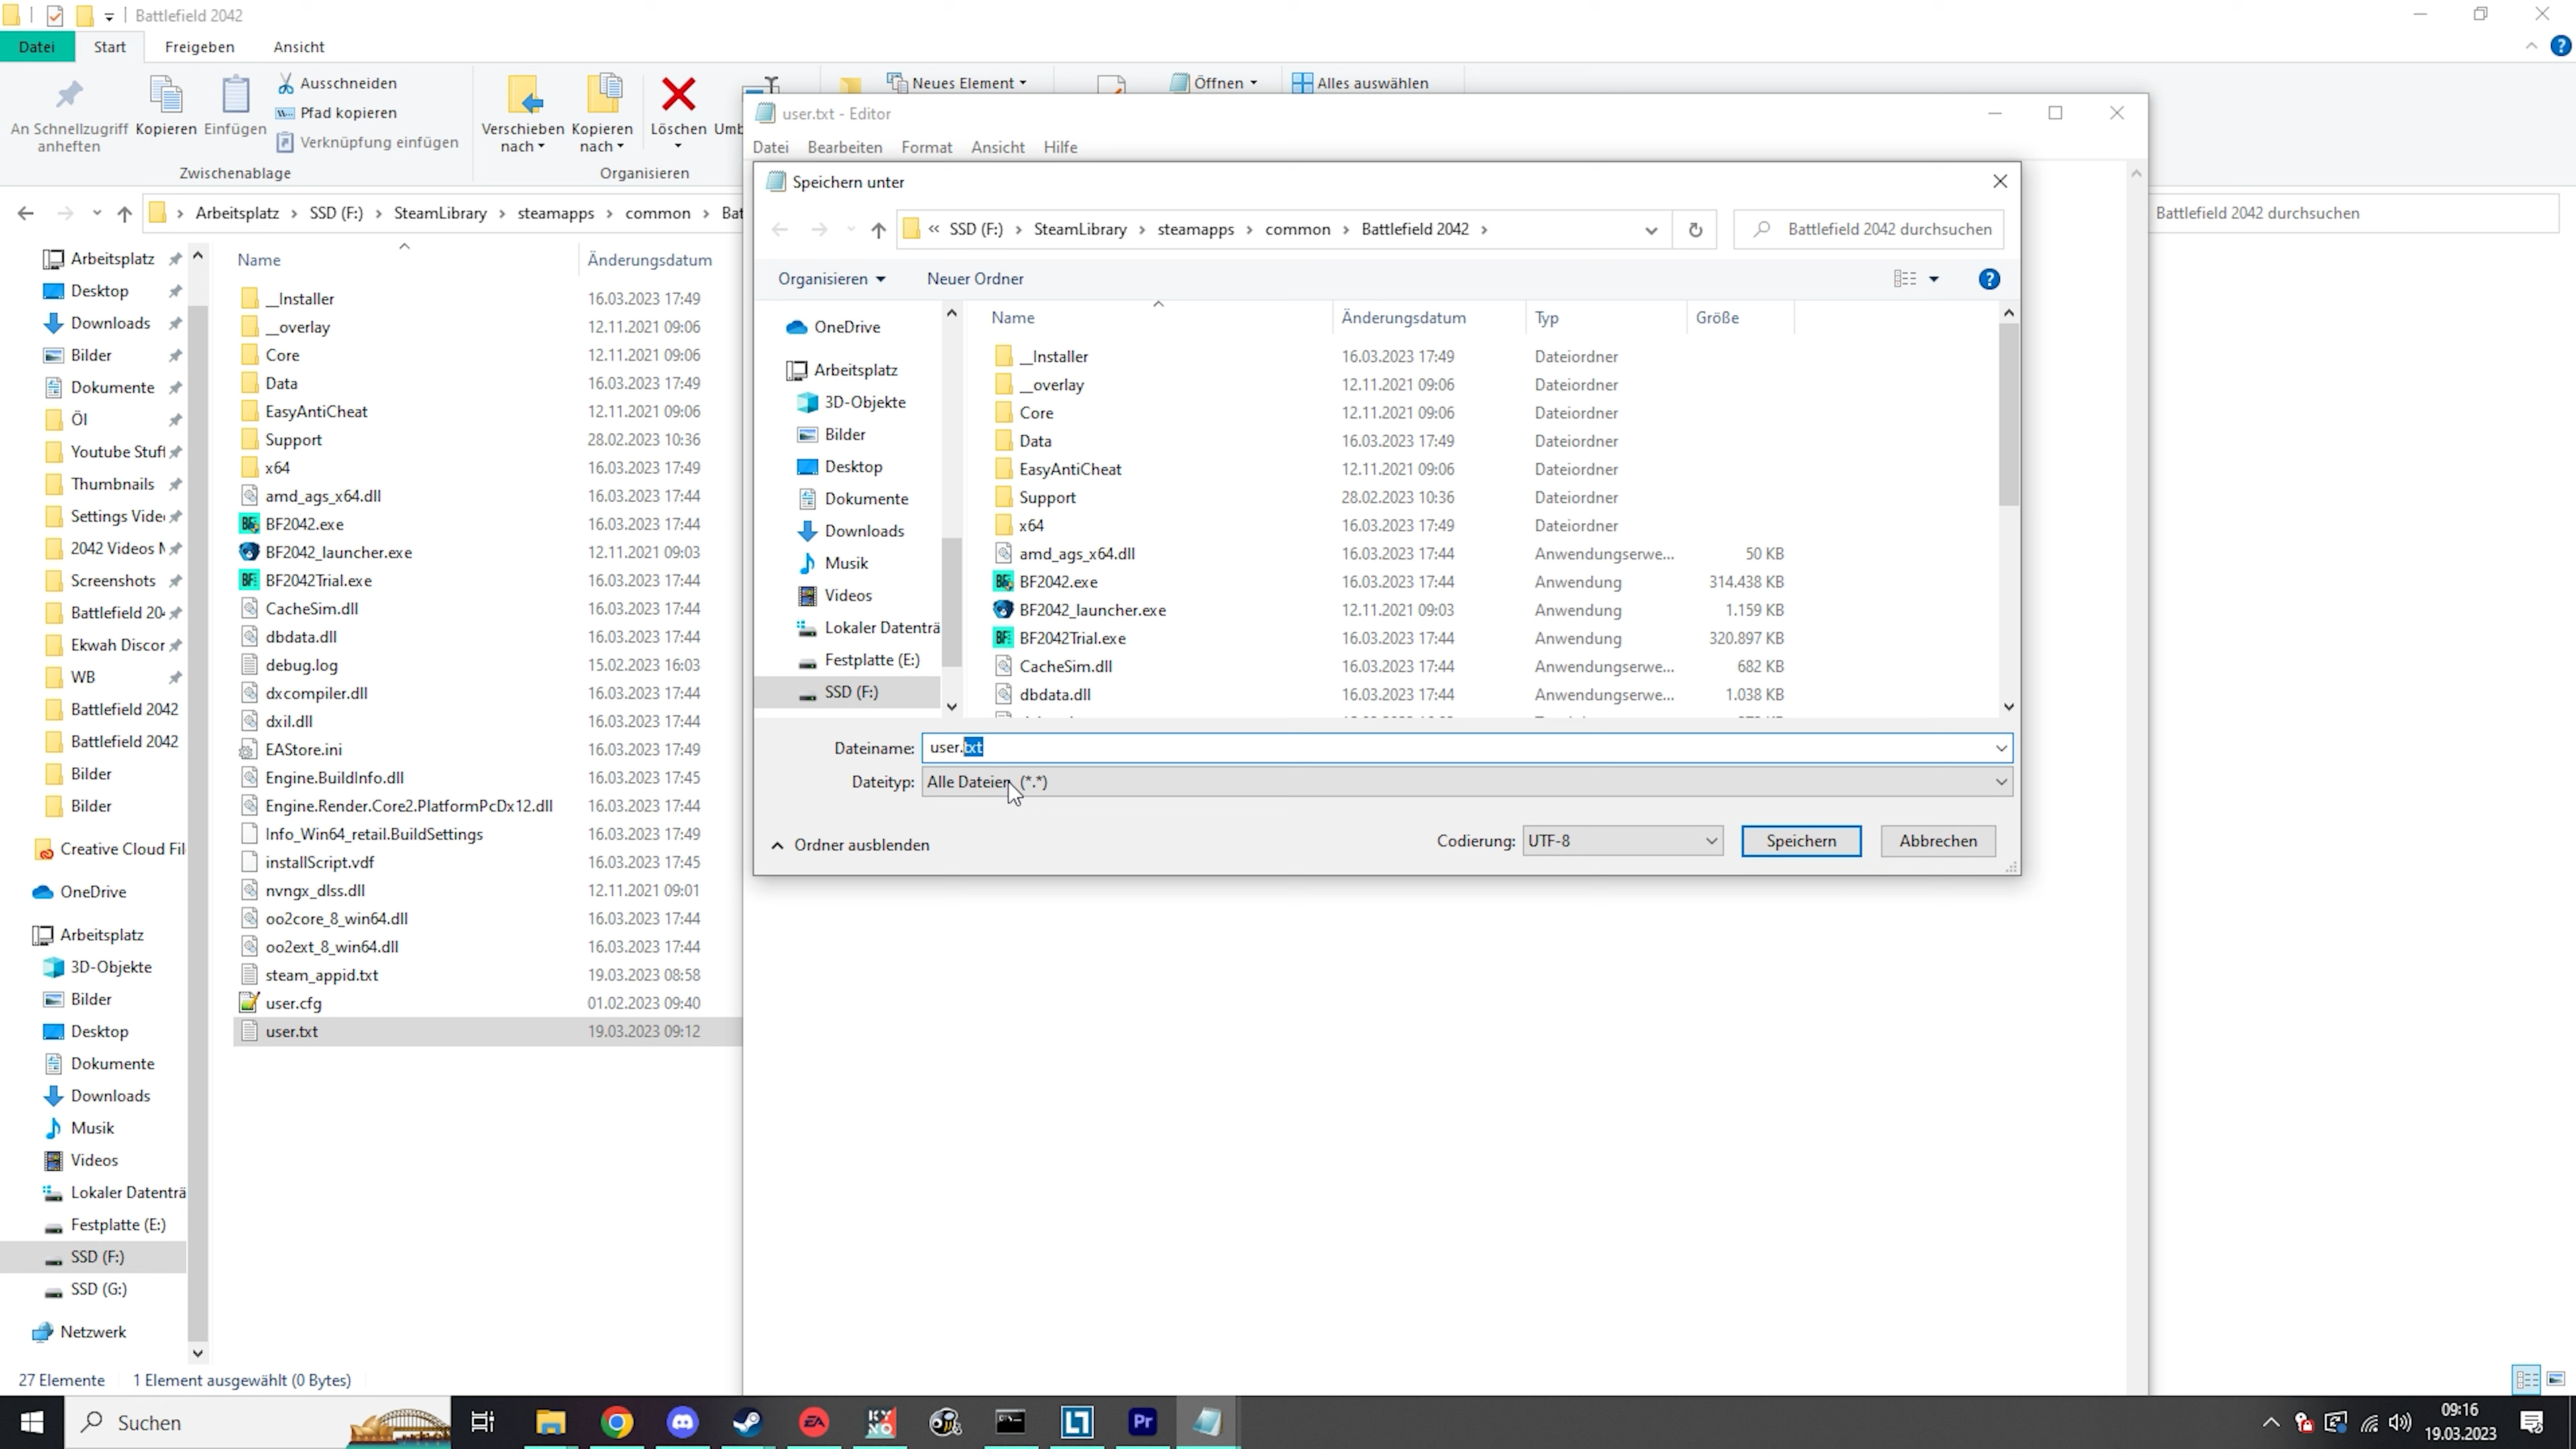 Battlefield 2042
Datei Start Freigeben Ansicht
An Schnellzugriff anheften
Kopieren
Einfügen
Ausschneiden
Pfad kopieren
Verknüpfung einfügen
Zwischenablage
Verschieben nach
Kopieren nach
Löschen
Umb
Organisieren
Neues Element
Öffnen
Alles auswählen
Arbeitsplatz SSD (F:) SteamLibrary steamapps common Bat
Battlefield 2042 durchsuchen
Arbeitsplatz
Desktop
Downloads
Bilder
Dokumente
Öl
Youtube Stuff
Thumbnails
Settings Vide
2042 Videos
Screenshots
Battlefield 20
Ekwah Discor
WB
Battlefield 2042
Battlefield 2042
Bilder
Bilder
Creative Cloud Fil
OneDrive
Arbeitsplatz
3D-Objekte
Bilder
Desktop
Dokumente
Downloads
Musik
Videos
Lokaler Datenträ
Festplatte (E:)
SSD (F:)
SSD (G:)
Netzwerk
Name Änderungsdatum
__Installer 16.03.2023 17:49
__overlay 12.11.2021 09:06
Core 12.11.2021 09:06
Data 16.03.2023 17:49
EasyAntiCheat 12.11.2021 09:06
Support 28.02.2023 10:36
x64 16.03.2023 17:49
amd_ags_x64.dll 16.03.2023 17:44
BF2042.exe 16.03.2023 17:44
BF2042_launcher.exe 12.11.2021 09:03
BF2042Trial.exe 16.03.2023 17:44
CacheSim.dll 16.03.2023 17:44
dbdata.dll 16.03.2023 17:44
debug.log 15.02.2023 16:03
dxcompiler.dll 16.03.2023 17:44
dxil.dll 16.03.2023 17:44
EAStore.ini 16.03.2023 17:49
Engine.BuildInfo.dll 16.03.2023 17:45
Engine.Render.Core2.PlatformPcDx12.dll 16.03.2023 17:44
Info_Win64_retail.BuildSettings 16.03.2023 17:49
installScript.vdf 16.03.2023 17:45
nvngx_dlss.dll 12.11.2021 09:01
oo2core_8_win64.dll 16.03.2023 17:44
oo2ext_8_win64.dll 16.03.2023 17:44
steam_appid.txt 19.03.2023 08:58
user.cfg 01.02.2023 09:40
user.txt 19.03.2023 09:12
27 Elemente 1 Element ausgewählt (0 Bytes)
user.txt - Editor
Datei Bearbeiten Format Ansicht Hilfe
Speichern unter
« SSD (F:) SteamLibrary steamapps common Battlefield 2042
Battlefield 2042 durchsuchen
Organisieren Neuer Ordner
OneDrive
Arbeitsplatz
3D-Objekte
Bilder
Desktop
Dokumente
Downloads
Musik
Videos
Lokaler Datenträ
Festplatte (E:)
SSD (F:)
Name Änderungsdatum Typ Größe
__Installer 16.03.2023 17:49 Dateiordner
__overlay 12.11.2021 09:06 Dateiordner
Core 12.11.2021 09:06 Dateiordner
Data 16.03.2023 17:49 Dateiordner
EasyAntiCheat 12.11.2021 09:06 Dateiordner
Support 28.02.2023 10:36 Dateiordner
x64 16.03.2023 17:49 Dateiordner
amd_ags_x64.dll 16.03.2023 17:44 Anwendungserwe... 50 KB
BF2042.exe 16.03.2023 17:44 Anwendung 314.438 KB
BF2042_launcher.exe 12.11.2021 09:03 Anwendung 1.159 KB
BF2042Trial.exe 16.03.2023 17:44 Anwendung 320.897 KB
CacheSim.dll 16.03.2023 17:44 Anwendungserwe... 682 KB
dbdata.dll 16.03.2023 17:44 Anwendungserwe... 1.038 KB
Dateiname: user.txt
Dateityp: Alle Dateien (*.*)
Ordner ausblenden
Codierung: UTF-8
Speichern
Abbrechen
Suchen
EA
KY
NO
Pr
09:16
19.03.2023